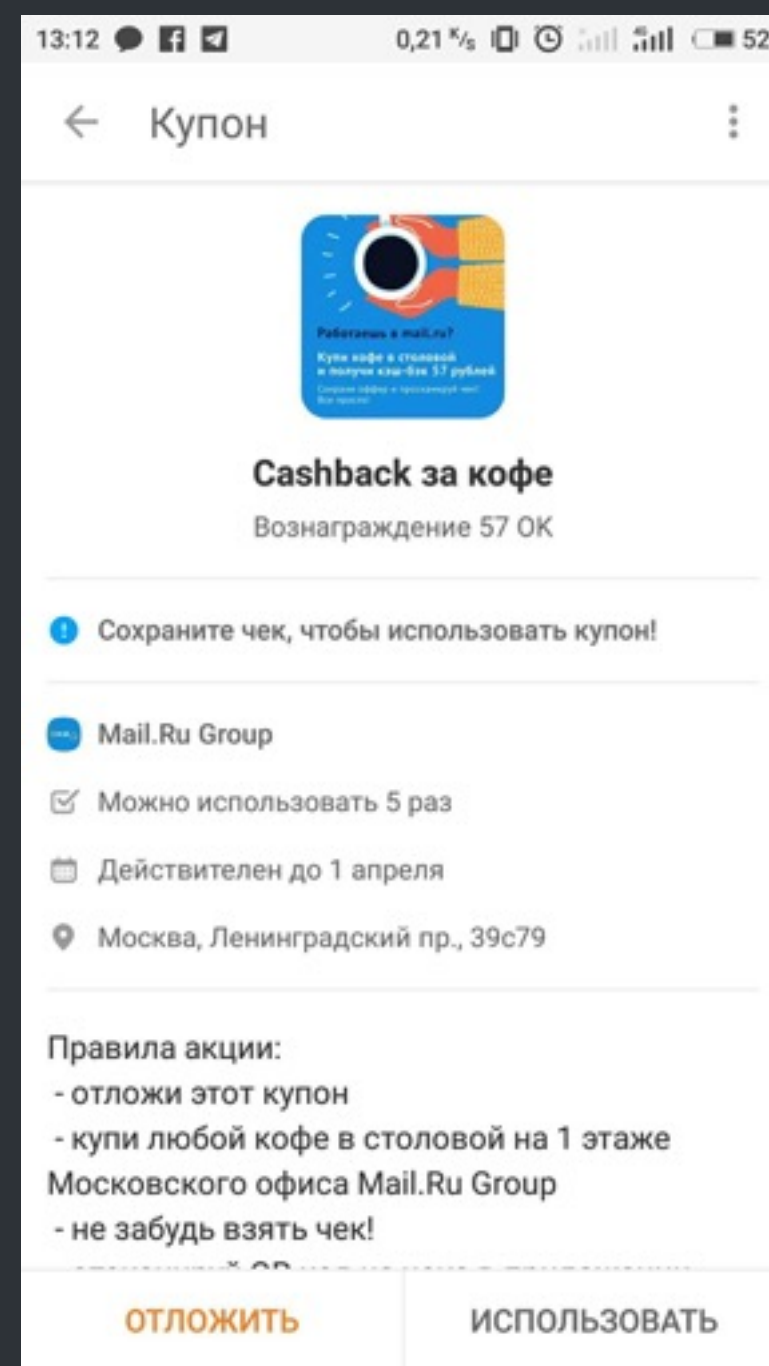 13:12
0,21 K/s
52
Купон
Работаешь в mail.ru?
Купи кофе в столовой
и получи кэш-бэк 57 рублей
Cashback за кофе
Вознаграждение 57 ОК
Сохраните чек, чтобы использовать купон!
Mail.Ru Group
Можно использовать 5 раз
Действителен до 1 апреля
Москва, Ленинградский пр., 39с79
Правила акции:
- отложи этот купон
- купи любой кофе в столовой на 1 этаже
Московского офиса Mail.Ru Group
- не забудь взять чек!
ОТЛОЖИТЬ
ИСПОЛЬЗОВАТЬ